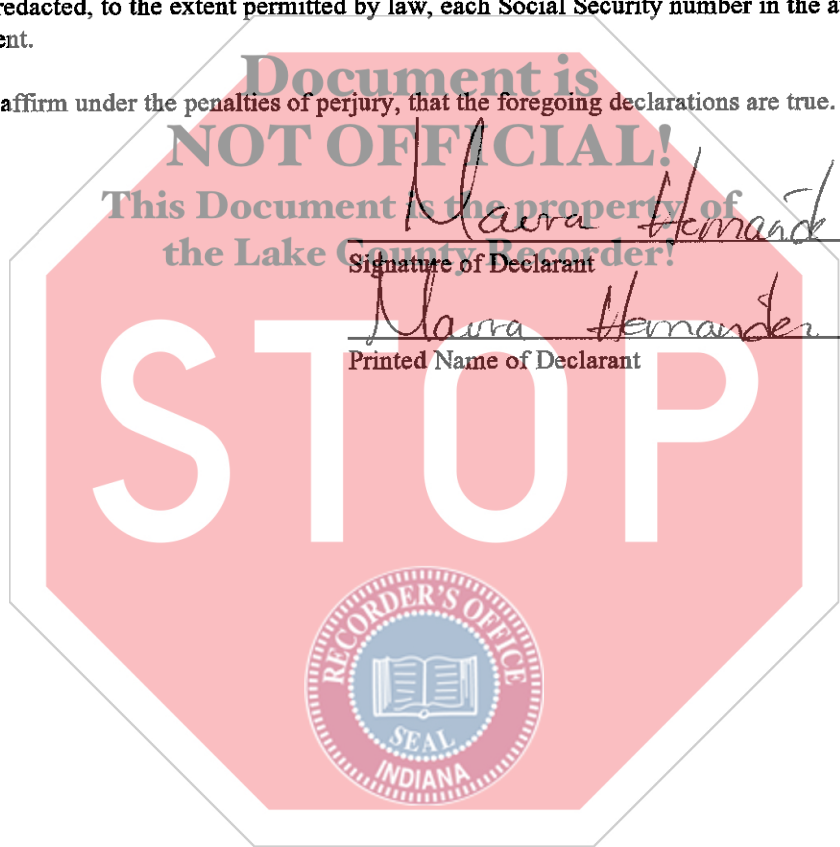 redacted, to the extent permitted by law, each Social Security number in the a
ent.
Document is
affirm under the penalties of perjury, that the foregoing declarations are true.
NOT OFFICIAL!
This Document is the property of
the Lake County Recorder!
Hernand
Signature of Declarant
Hernandez
Printed Name of Declarant
STOP
RECORDER'S OFFICE
SEAL
INDIANA